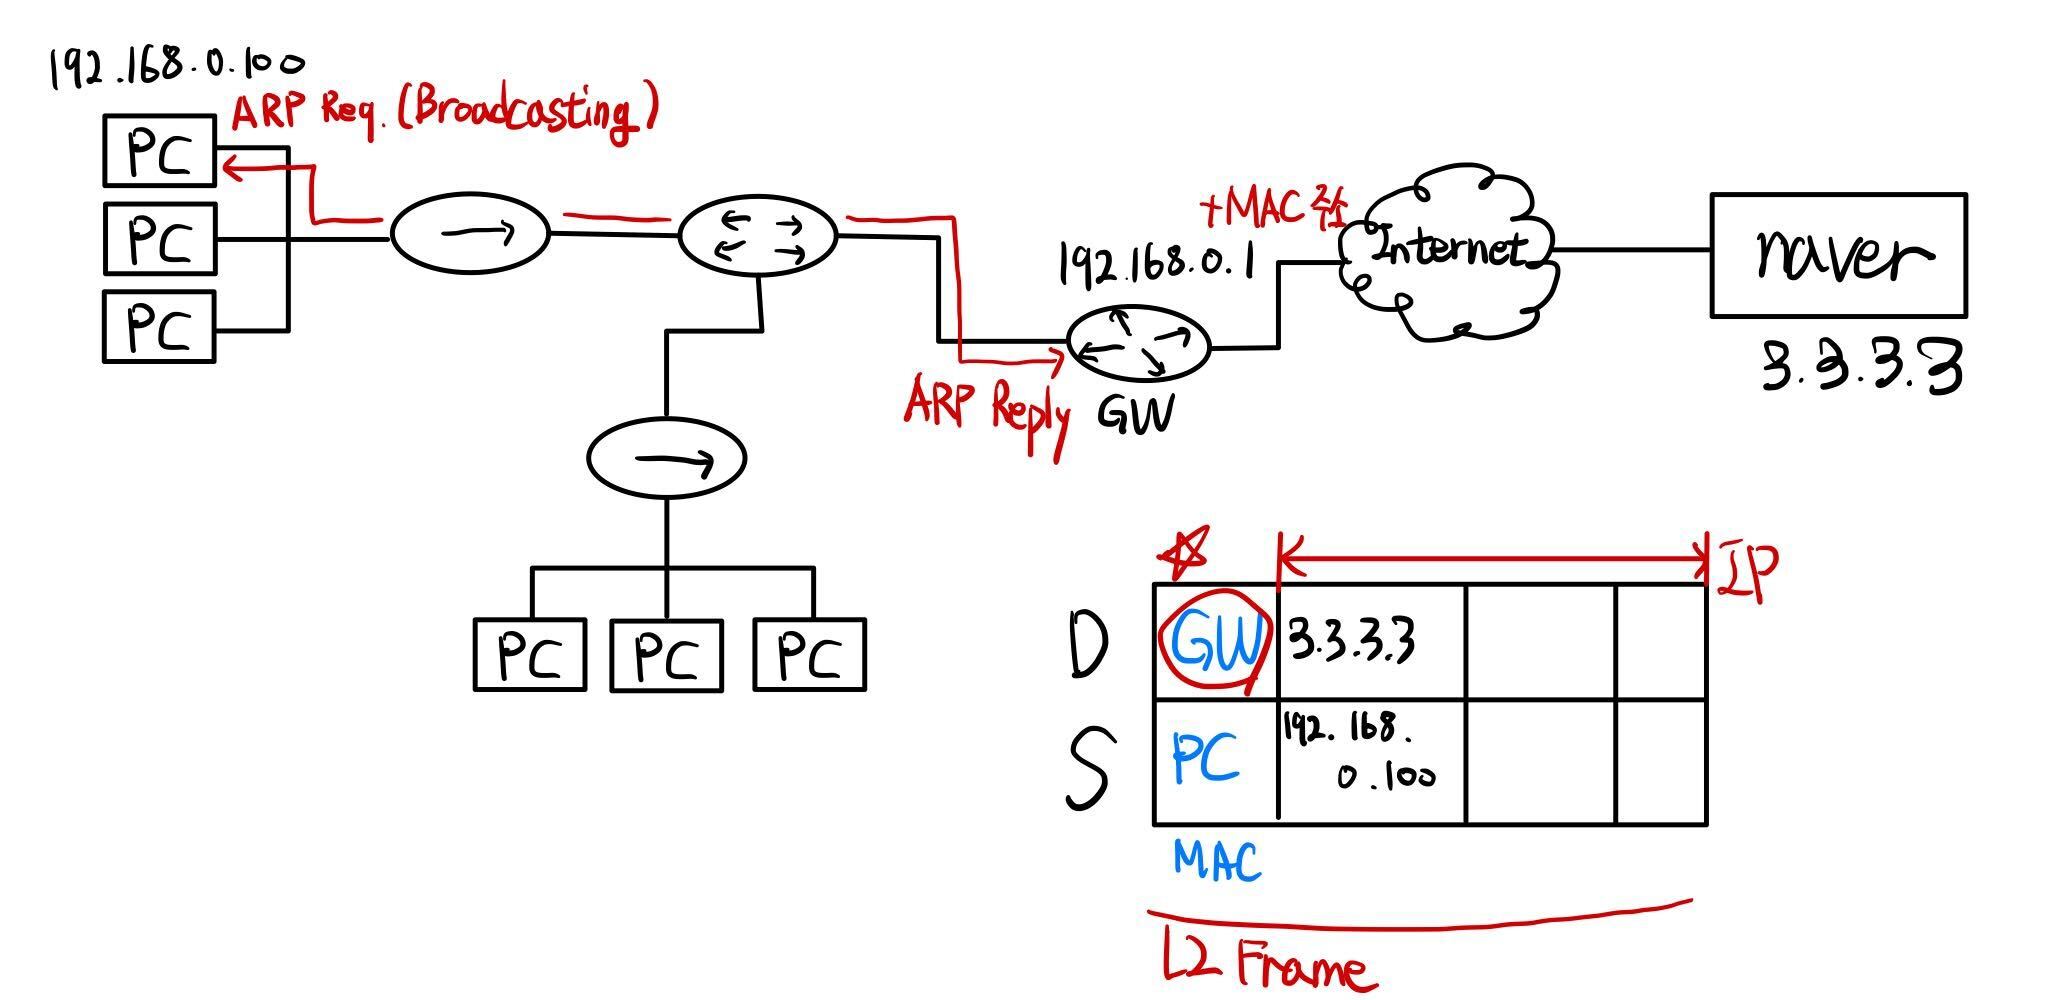 192.168.0.100
ARP Req. (Broadcasting)
PC
PC
PC
+MAC 주소
192.168.0.1
Internet
naver
3.3.3.3
ARP Reply
GW
PC
PC
PC
IP
D
GW
3.3.3.3
S
PC
192.168.
0.100
MAC
L2 Frame